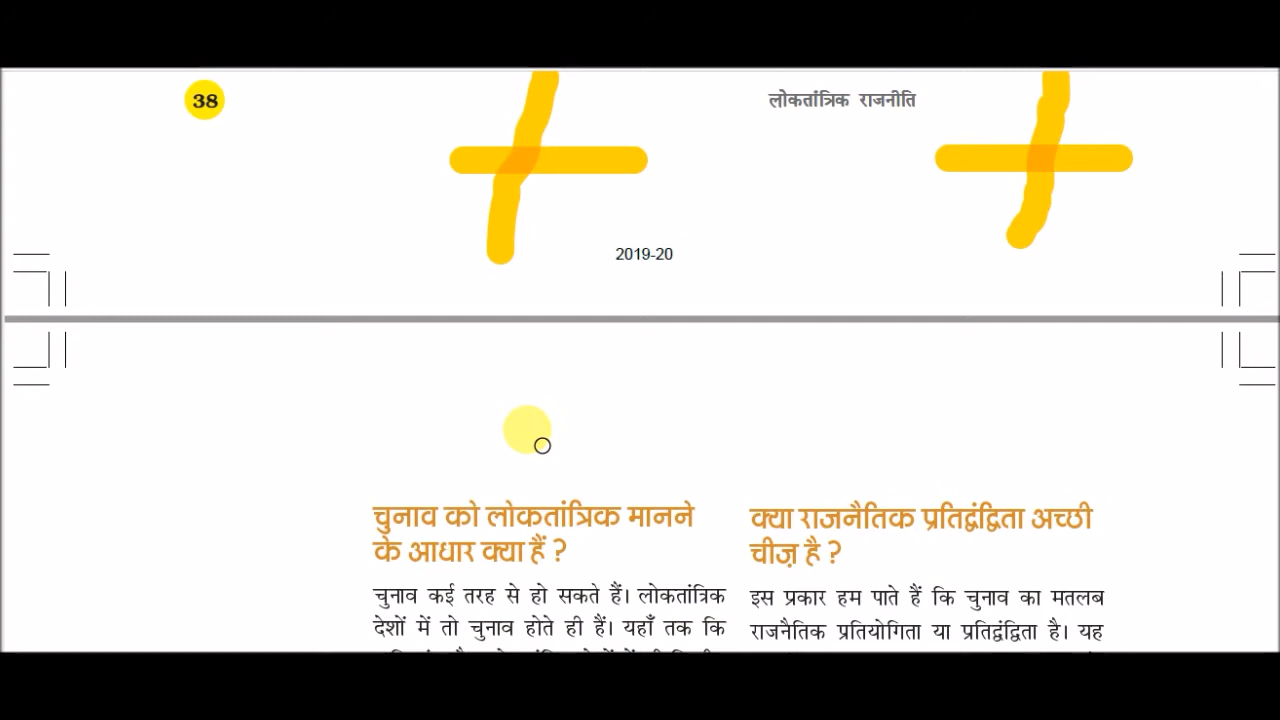 38
लोकतांत्रिक राजनीति
2019-20
चुनाव को लोकतांत्रिक मानने
के आधार क्या हैं ?
चुनाव कई तरह से हो सकते हैं। लोकतांत्रिक
देशों में तो चुनाव होते ही हैं। यहाँ तक कि
क्या राजनैतिक प्रतिद्वंद्विता अच्छी
चीज़ है ?
इस प्रकार हम पाते हैं कि चुनाव का मतलब
राजनैतिक प्रतियोगिता या प्रतिद्वंद्विता है। यह